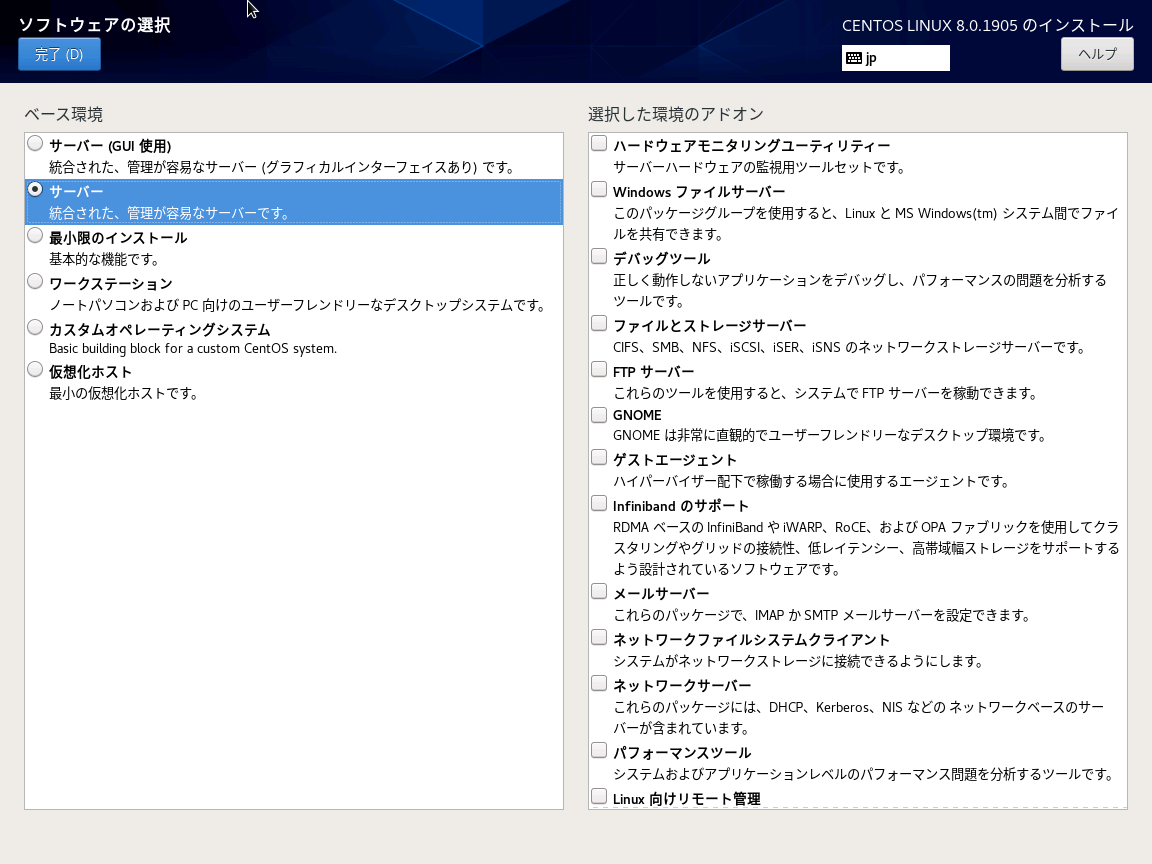 ソフトウェアの選択
完了 (D)
CENTOS LINUX 8.0.1905 のインストール
jp
ヘルプ
ベース環境
サーバー (GUI 使用)
統合された、管理が容易なサーバー (グラフィカルインターフェイスあり) です。
サーバー
統合された、管理が容易なサーバーです。
最小限のインストール
基本的な機能です。
ワークステーション
ノートパソコンおよび PC 向けのユーザーフレンドリーなデスクトップシステムです。
カスタムオペレーティングシステム
Basic building block for a custom CentOS system.
仮想化ホスト
最小の仮想化ホストです。
選択した環境のアドオン
ハードウェアモニタリングユーティリティー
サーバーハードウェアの監視用ツールセットです。
Windows ファイルサーバー
このパッケージグループを使用すると、Linux と MS Windows(tm) システム間でファイ
ルを共有できます。
デバッグツール
正しく動作しないアプリケーションをデバッグし、パフォーマンスの問題を分析する
ツールです。
ファイルとストレージサーバー
CIFS、SMB、NFS、iSCSI、iSER、iSNS のネットワークストレージサーバーです。
FTP サーバー
これらのツールを使用すると、システムで FTP サーバーを稼動できます。
GNOME
GNOME は非常に直観的でユーザーフレンドリーなデスクトップ環境です。
ゲストエージェント
ハイパーバイザー配下で稼働する場合に使用するエージェントです。
Infiniband のサポート
RDMA ベースの InfiniBand や iWARP、RoCE、および OPA ファブリックを使用してクラ
スタリングやグリッドの接続性、低レイテンシー、高帯域幅ストレージをサポートする
よう設計されているソフトウェアです。
メールサーバー
これらのパッケージで、IMAP か SMTP メールサーバーを設定できます。
ネットワークファイルシステムクライアント
システムがネットワークストレージに接続できるようにします。
ネットワークサーバー
これらのパッケージには、DHCP、Kerberos、NIS などの ネットワークベースのサー
バーが含まれています。
パフォーマンスツール
システムおよびアプリケーションレベルのパフォーマンス問題を分析するツールです。
Linux 向けリモート管理